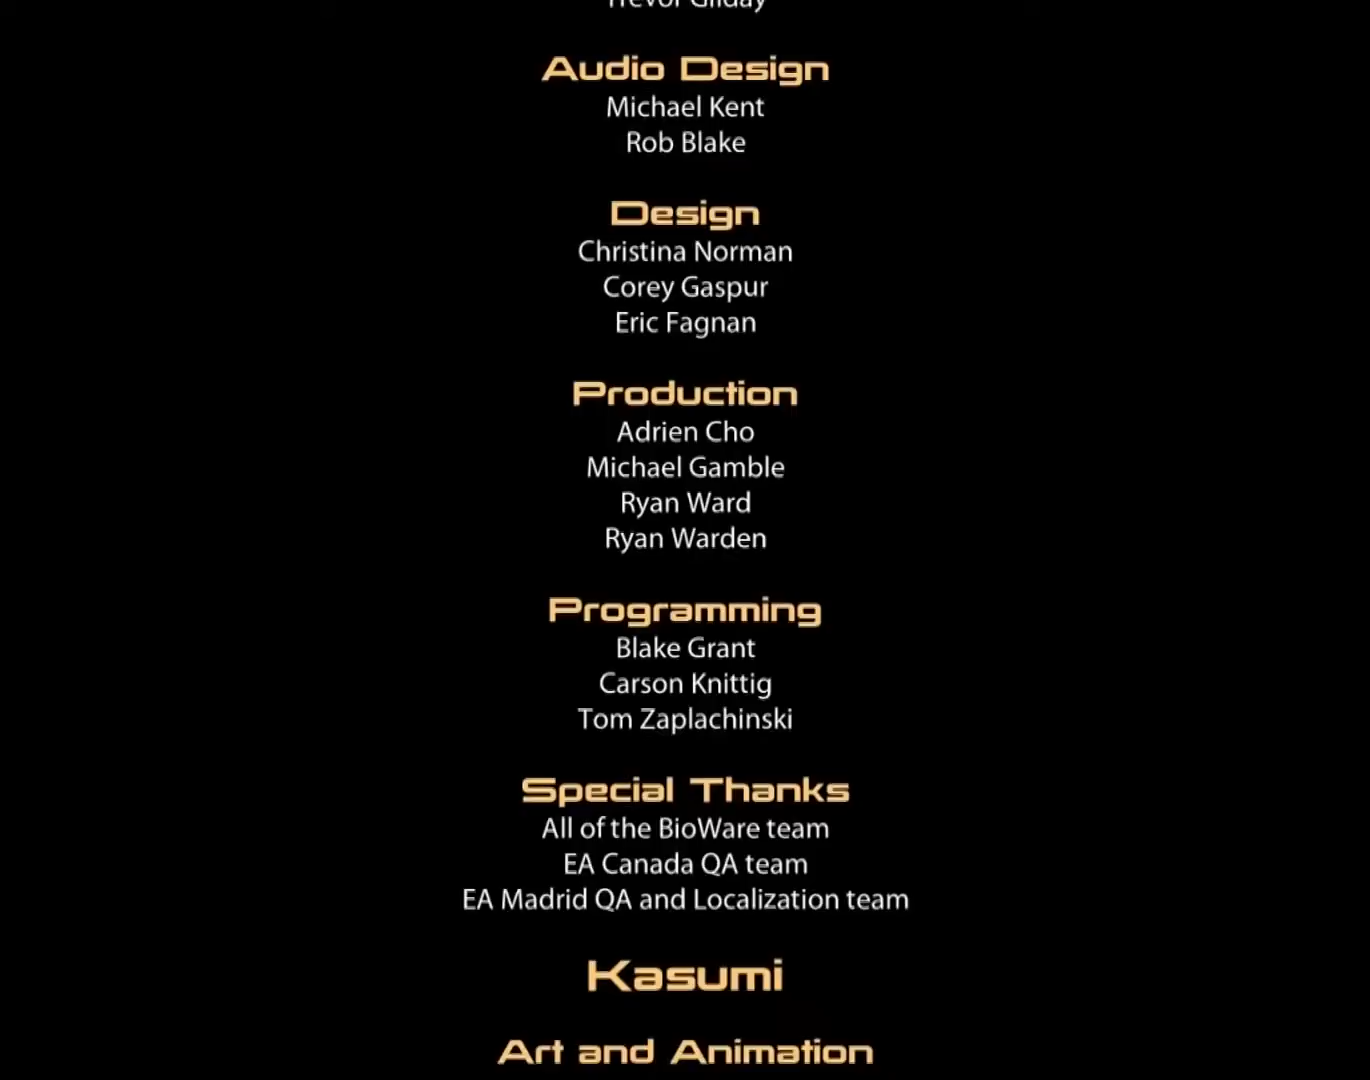 Trevor Gilday
Audio Design
Michael Kent
Rob Blake
Design
Christina Norman
Corey Gaspur
Eric Fagnan
Production
Adrien Cho
Michael Gamble
Ryan Ward
Ryan Warden
Programming
Blake Grant
Carson Knittig
Tom Zaplachinski
Special Thanks
All of the BioWare team
EA Canada QA team
EA Madrid QA and Localization team
Kasumi
Art and Animation